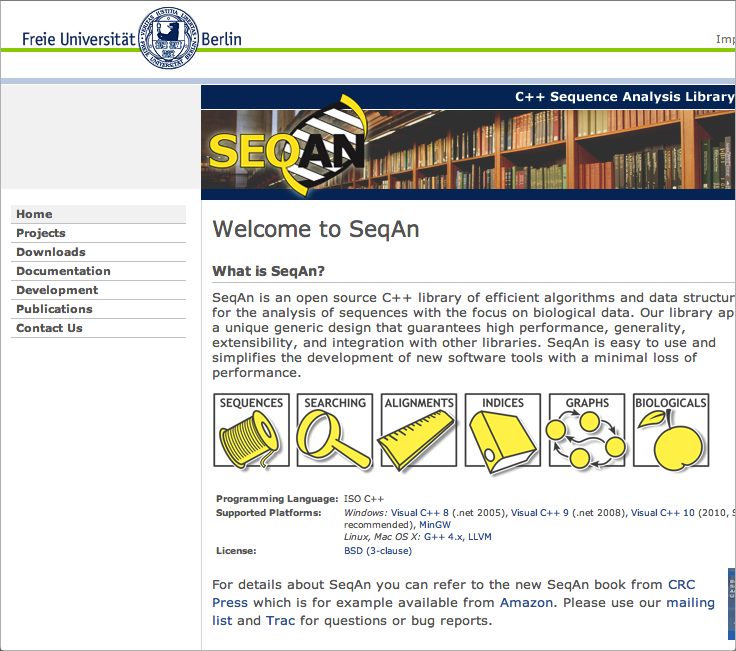 Freie Universität Berlin
C++ Sequence Analysis Library
SEQAN
Home
Projects
Downloads
Documentation
Development
Publications
Contact Us
Welcome to SeqAn
What is SeqAn?
SeqAn is an open source C++ library of efficient algorithms and data structur
for the analysis of sequences with the focus on biological data. Our library ap
a unique generic design that guarantees high performance, generality,
extensibility, and integration with other libraries. SeqAn is easy to use and
simplifies the development of new software tools with a minimal loss of
performance.
SEQUENCES SEARCHING ALIGNMENTS INDICES GRAPHS BIOLOGICALS
Programming Language: ISO C++
Supported Platforms: Windows: Visual C++ 8 (.net 2005), Visual C++ 9 (.net 2008), Visual C++ 10 (2010, S
recommended), MinGW
Linux, Mac OS X: G++ 4.x, LLVM
License: BSD (3-clause)
For details about SeqAn you can refer to the new SeqAn book from CRC
Press which is for example available from Amazon. Please use our mailing
list and Trac for questions or bug reports.